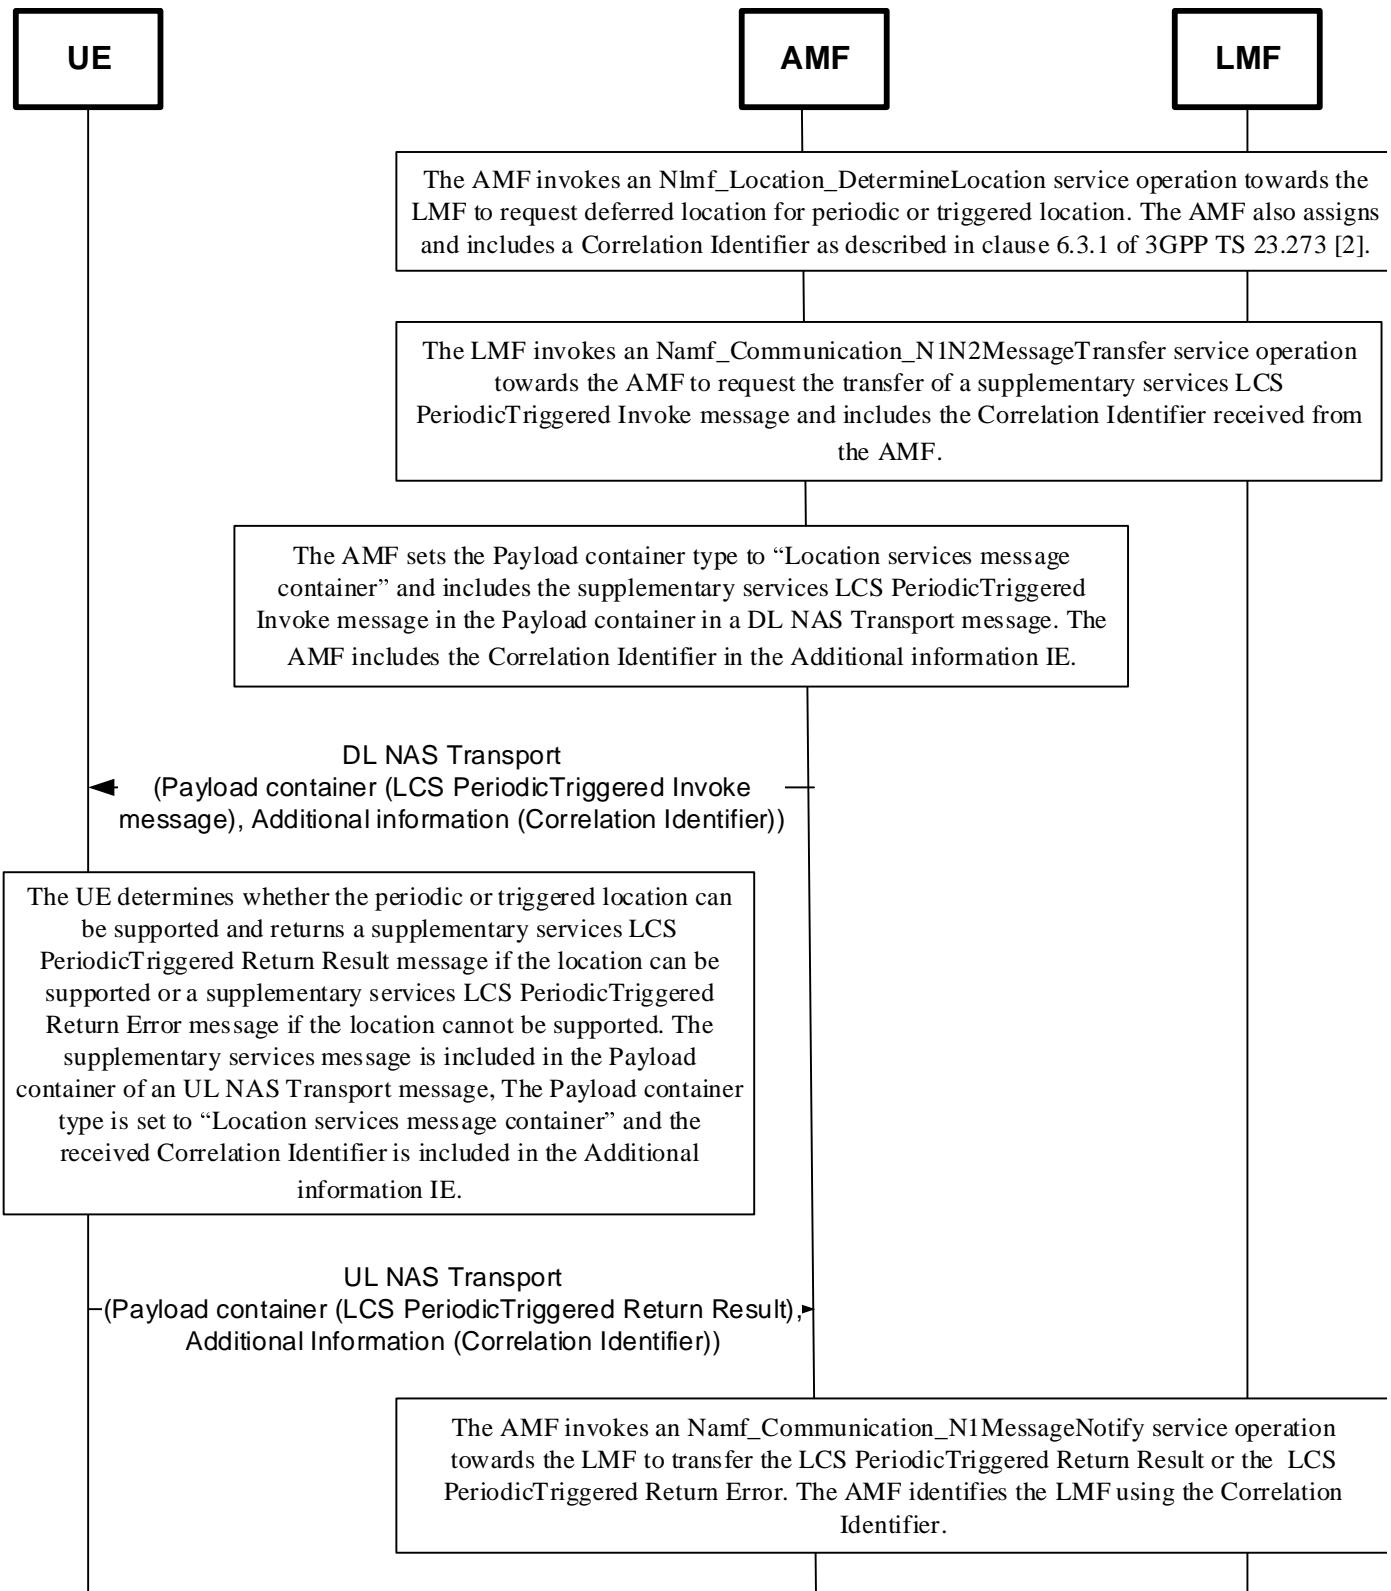 UE
AMF
LMF
The AMF invokes an Nlmf_Location_DetermineLocation service operation towards the
LMF to request deferred location for periodic or triggered location. The AMF also assigns
and includes a Correlation Identifier as described in clause 6.3.1 of 3GPP TS 23.273 [2].
The LMF invokes an Namf_Communication_N1N2MessageTransfer service operation
towards the AMF to request the transfer of a supplementary services LCS
PeriodicTriggered Invoke message and includes the Correlation Identifier received from
the AMF.
The AMF sets the Payload container type to “Location services message
container” and includes the supplementary services LCS PeriodicTriggered
Invoke message in the Payload container in a DL NAS Transport message. The
AMF includes the Correlation Identifier in the Additional information IE.
DL NAS Transport
(Payload container (LCS PeriodicTriggered Invoke
message), Additional information (Correlation Identifier))
The UE determines whether the periodic or triggered location can
be supported and returns a supplementary services LCS
PeriodicTriggered Return Result message if the location can be
supported or a supplementary services LCS PeriodicTriggered
Return Error message if the location cannot be supported. The
supplementary services message is included in the Payload
container of an UL NAS Transport message, The Payload container
type is set to “Location services message container” and the
received Correlation Identifier is included in the Additional
information IE.
UL NAS Transport
(Payload container (LCS PeriodicTriggered Return Result),
Additional Information (Correlation Identifier))
The AMF invokes an Namf_Communication_N1MessageNotify service operation
towards the LMF to transfer the LCS PeriodicTriggered Return Result or the LCS
PeriodicTriggered Return Error. The AMF identifies the LMF using the Correlation
Identifier.